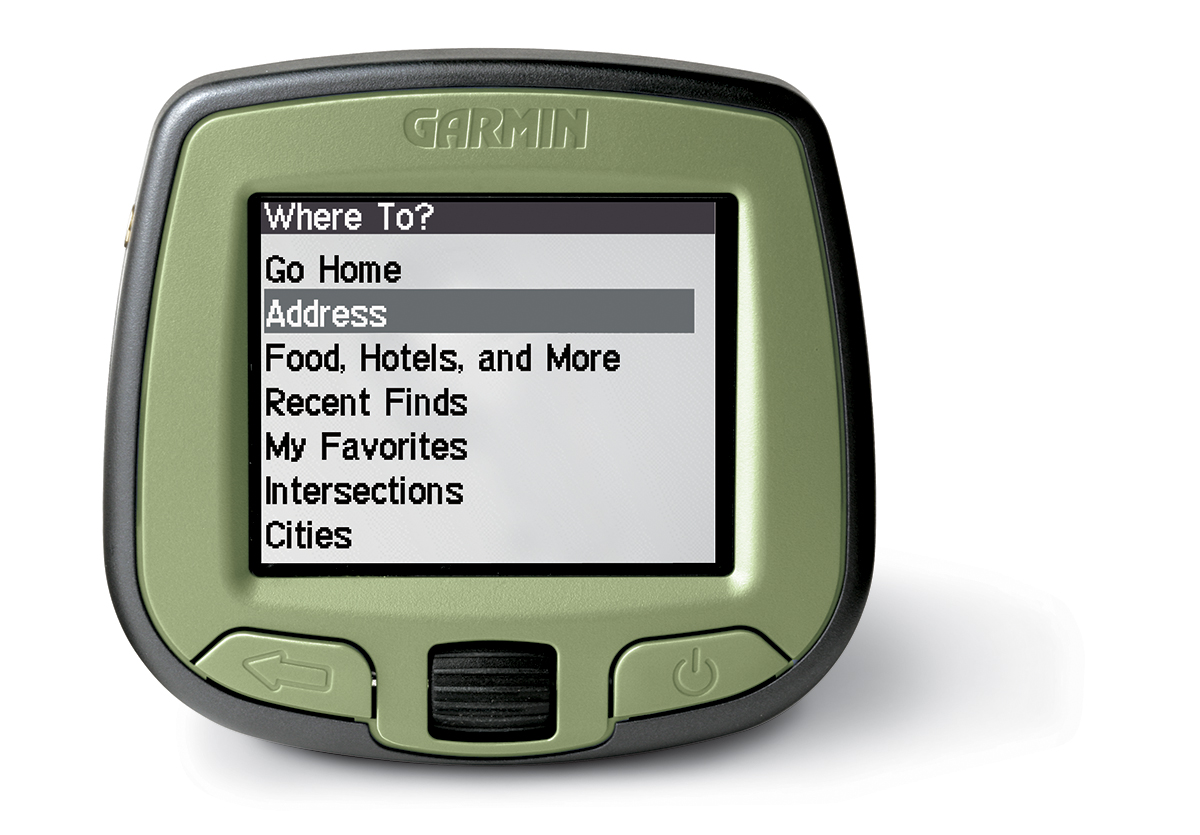 GARMIN
Where To?
Go Home
Address
Food, Hotels, and More
Recent Finds
My Favorites
Intersections
Cities